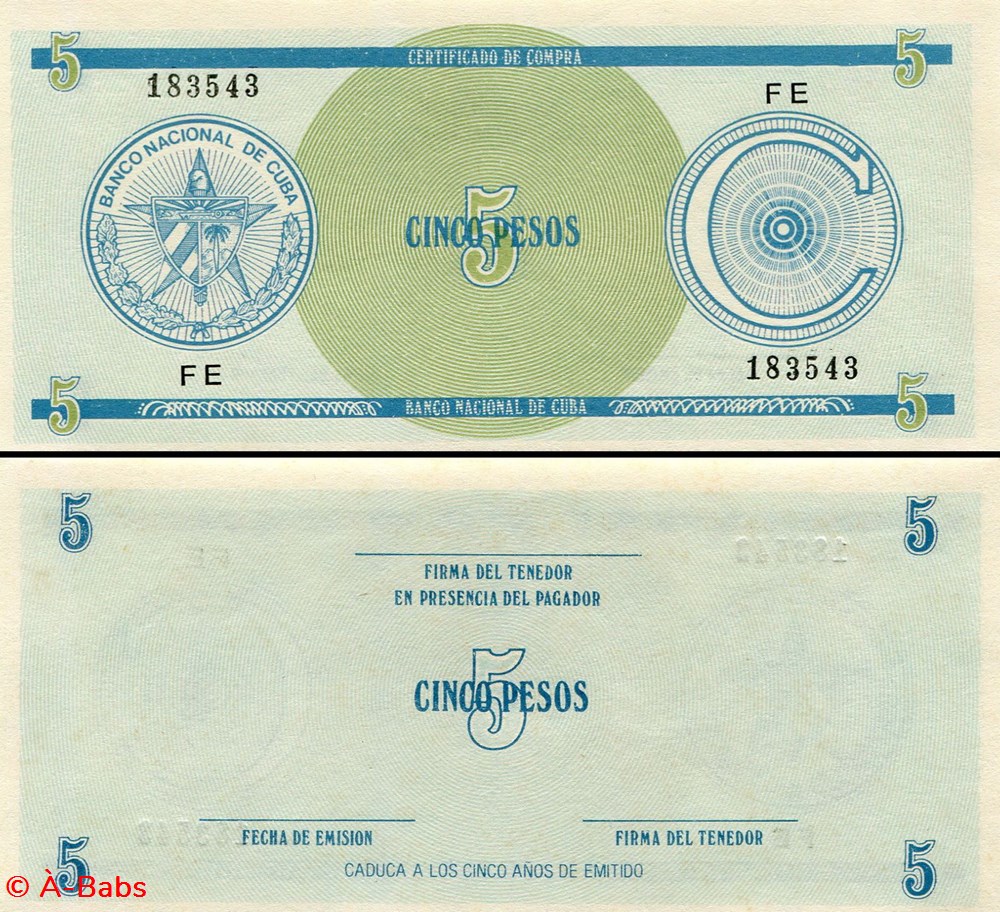 5 CERTIFICADO DE COMPRA 5
183543
F E
BANCO NACIONAL DE CUBA
C
5
CINCO PESOS
F E
183543
5 BANCO NACIONAL DE CUBA 5
5 5
FIRMA DEL TENEDOR
EN PRESENCIA DEL PAGADOR
5
CINCO PESOS
FECHA DE EMISION FIRMA DEL TENEDOR
5 5
CADUCA A LOS CINCO AÑOS DE EMITIDO
© À-Babs